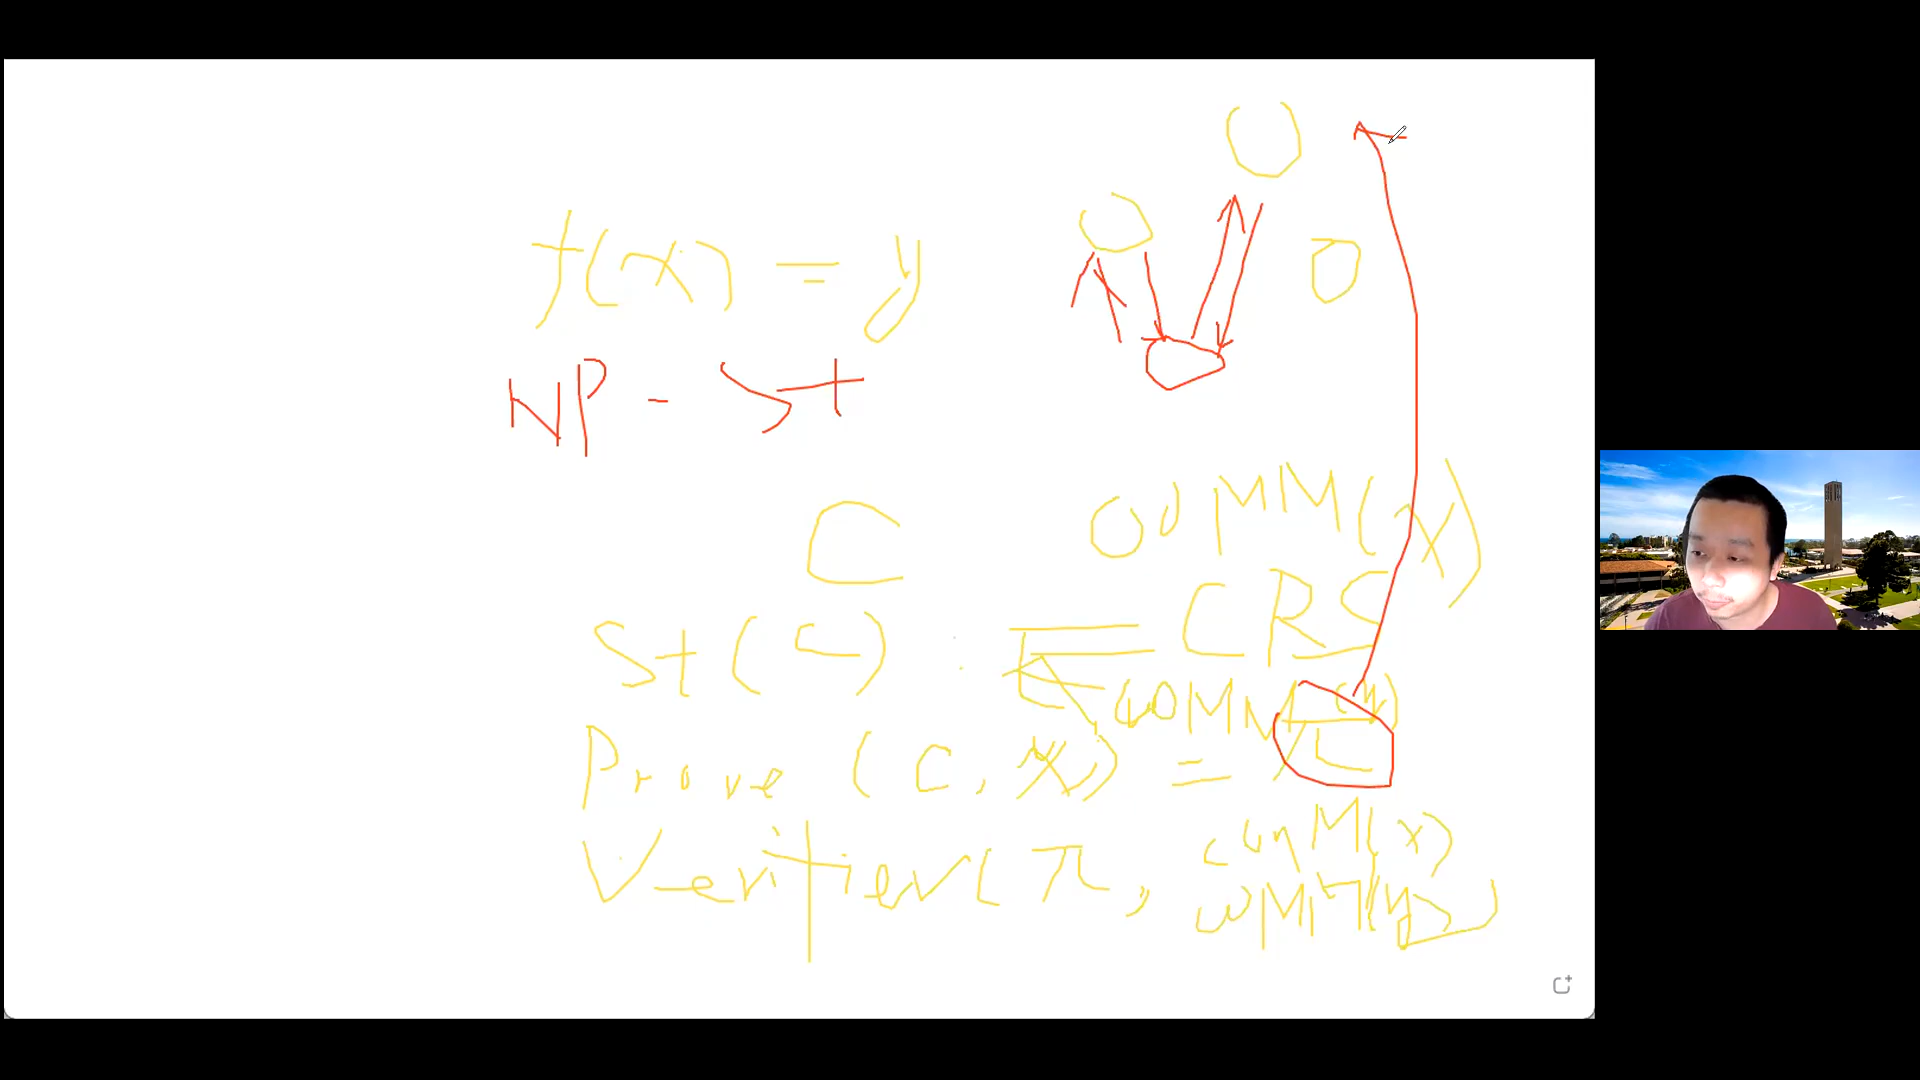 f(x) = y
NP - St
C COMM(x)
St(C) : CRS
COMM(y)
Prove (C, x) = π
Verifier(π, comM(x)
COMM(y))